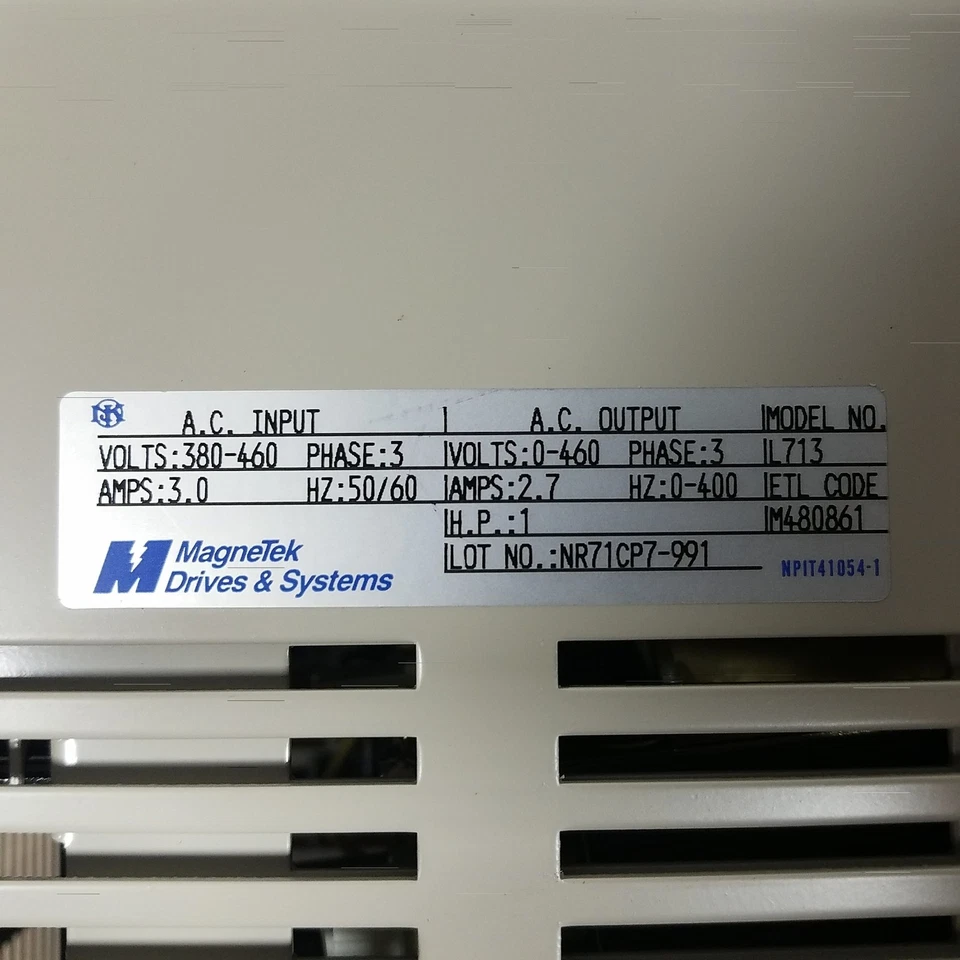 A.C. INPUT A.C. OUTPUT MODEL NO.
VOLTS:380-460 PHASE:3 VOLTS:0-460 PHASE:3 L713
AMPS:3.0 HZ:50/60 AMPS:2.7 HZ:0-400 ETL CODE
H.P.:1 M480861
LOT NO.:NR71CP7-991
MagneTek
Drives & Systems
NPIT41054-1